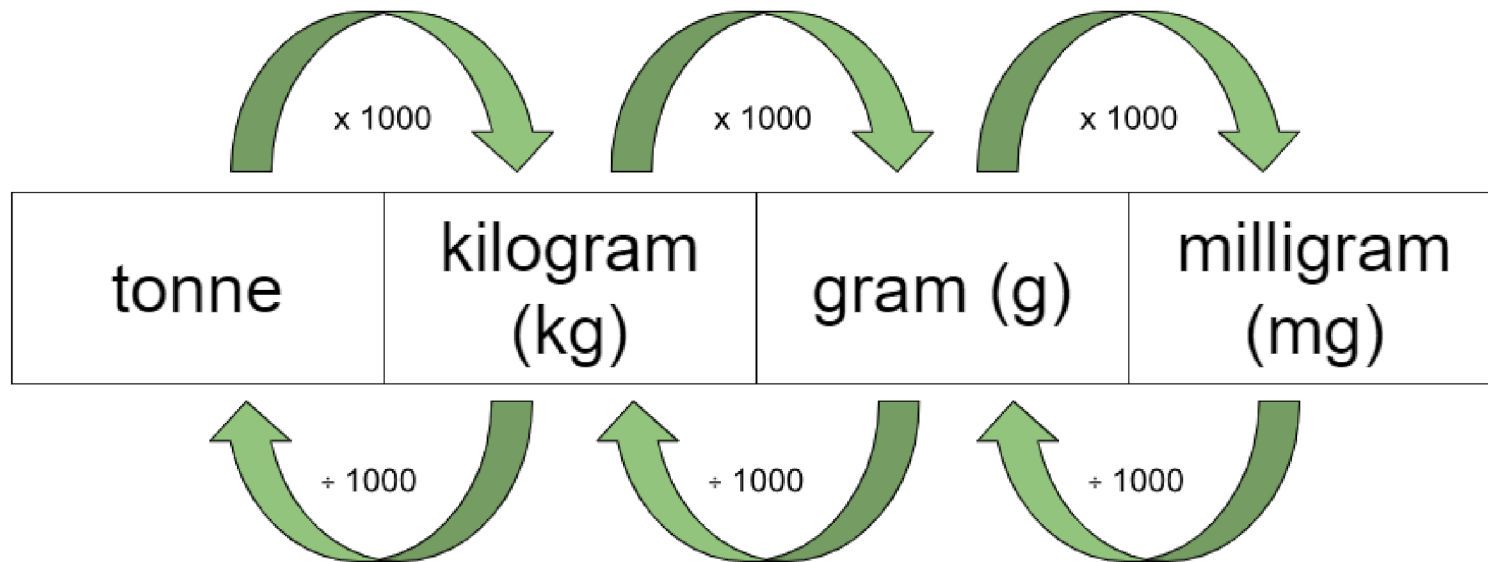 x 1000
x 1000
x 1000
tonne
kilogram
(kg)
gram (g)
milligram
(mg)
÷ 1000
÷ 1000
÷ 1000